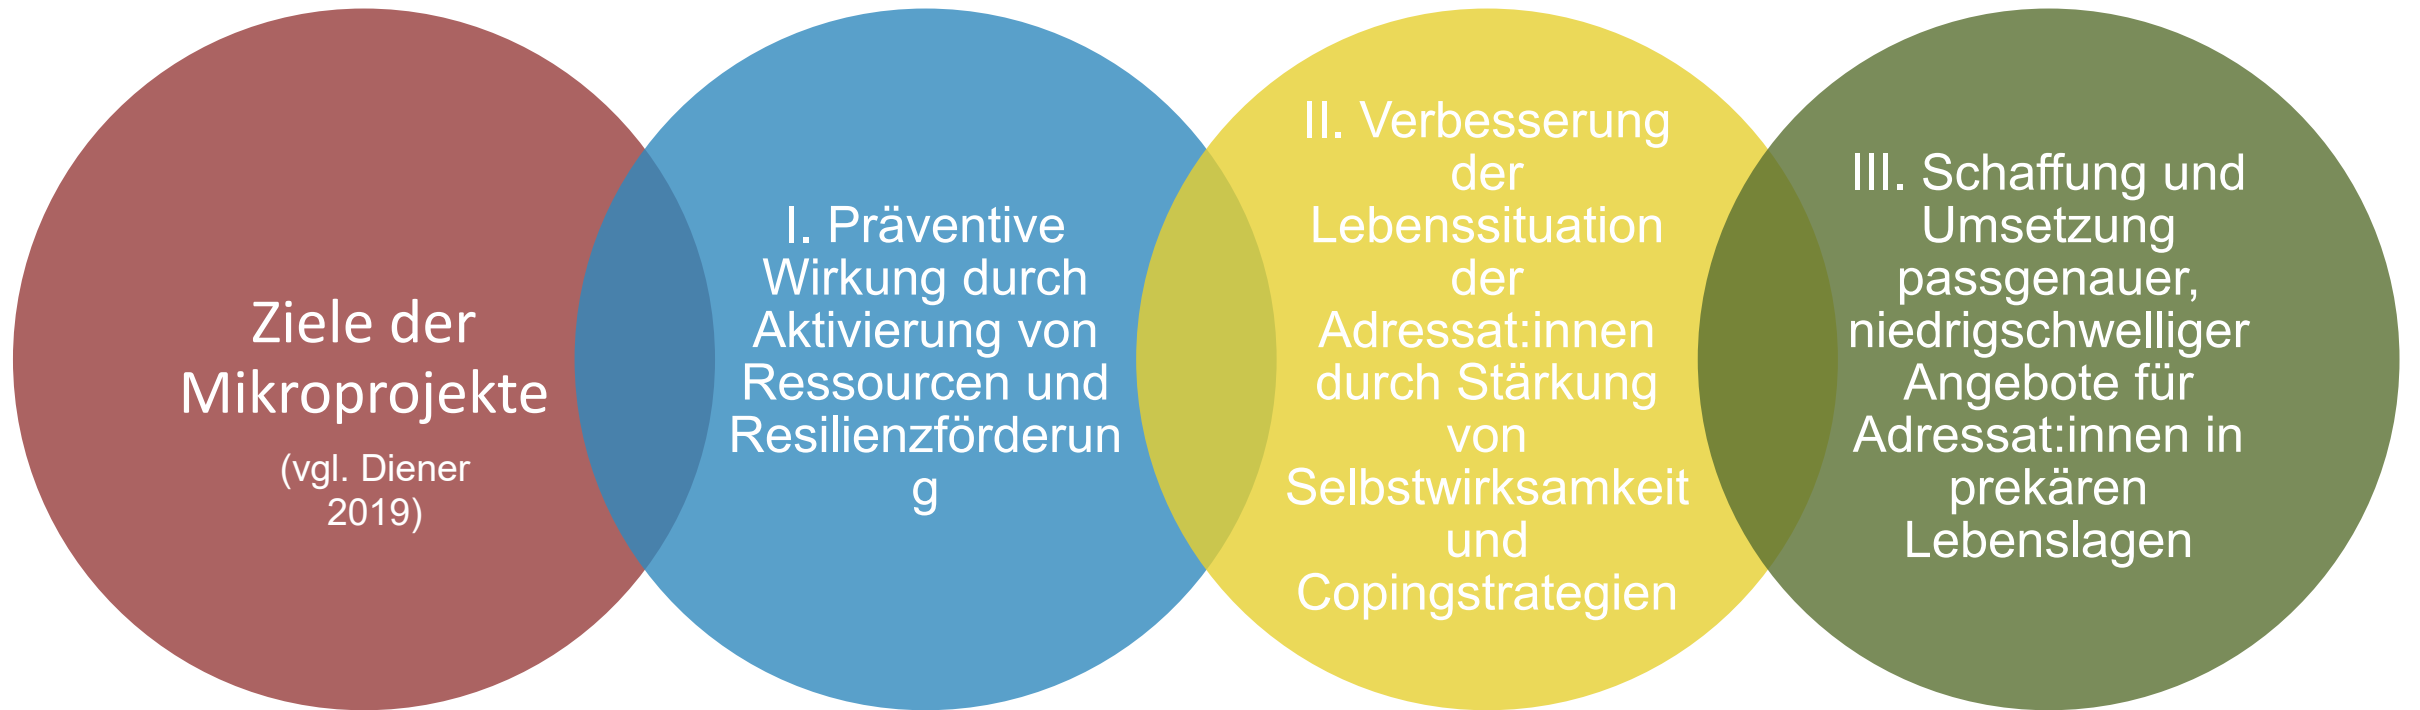 Ziele der
Mikroprojekte
(vgl. Diener
2019)
I. Präventive
Wirkung durch
Aktivierung von
Ressourcen und
Resilienzförderun
g
II. Verbesserung
der
Lebenssituation
der
Adressat:innen
durch Stärkung
von
Selbstwirksamkeit
und
Copingstrategien
III. Schaffung und
Umsetzung
passgenauer,
niedrigschwelliger
Angebote für
Adressat:innen in
prekären
Lebenslagen